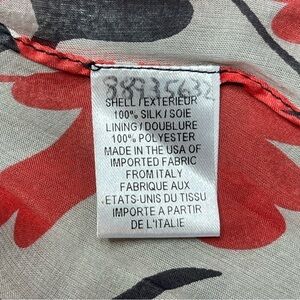 SHELL / EXTERIEUR
100% SILK / SOIE
LINING / DOUBLURE
100% POLYESTER
MADE IN THE USA OF
IMPORTED FABRIC
FROM ITALY
FABRIQUE AUX
ETATS-UNIS DU TISSU
IMPORTE A PARTIR
DE L'ITALIE